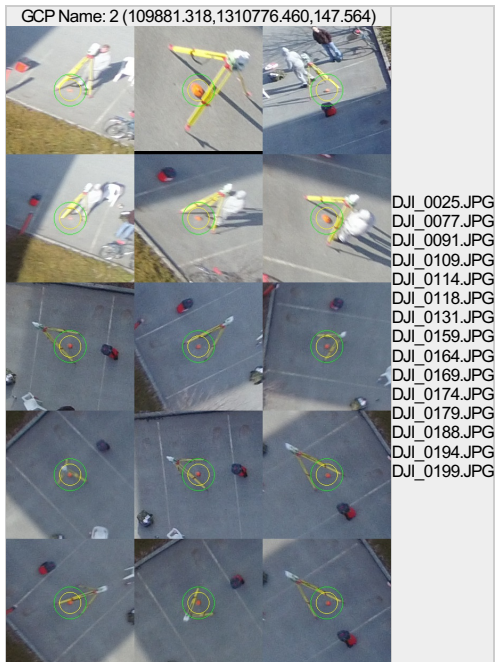 GCP Name: 2 (109881.318,1310776.460,147.564)
DJI_0025.JPG
DJI_0077.JPG
DJI_0091.JPG
DJI_0109.JPG
DJI_0114.JPG
DJI_0118.JPG
DJI_0131.JPG
DJI_0159.JPG
DJI_0164.JPG
DJI_0169.JPG
DJI_0174.JPG
DJI_0179.JPG
DJI_0188.JPG
DJI_0194.JPG
DJI_0199.JPG